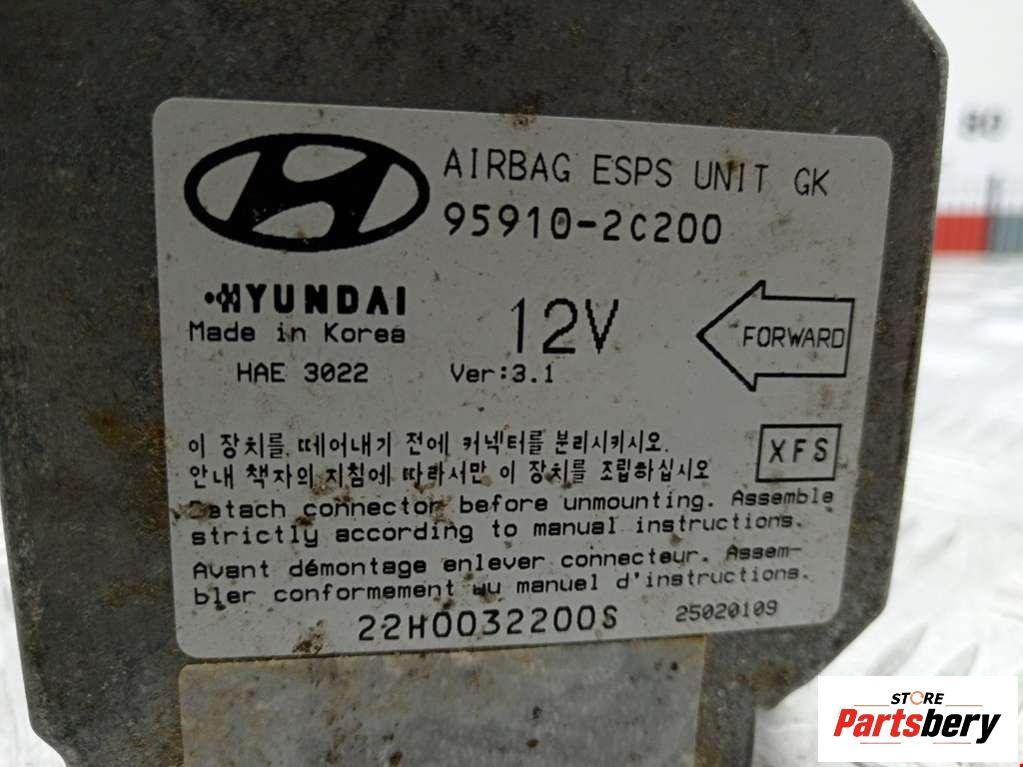 AIRBAG ESPS UNIT GK
95910-2C200
HYUNDAI
Made in Korea
12V
FORWARD
HAE 3022
Ver:3.1
이 장치를 떼어내기 전에 커넥터를 분리시키시오.
안내 책자의 지침에 따라서만 이 장치를 조립하십시오
XFS
Detach connector before unmounting. Assemble
strictly according to manual instructions.
Avant démontage enlever connecteur. Assem-
bler conformement au manuel d'instructions.
22H0032200S
25020109
STORE
Partsbery